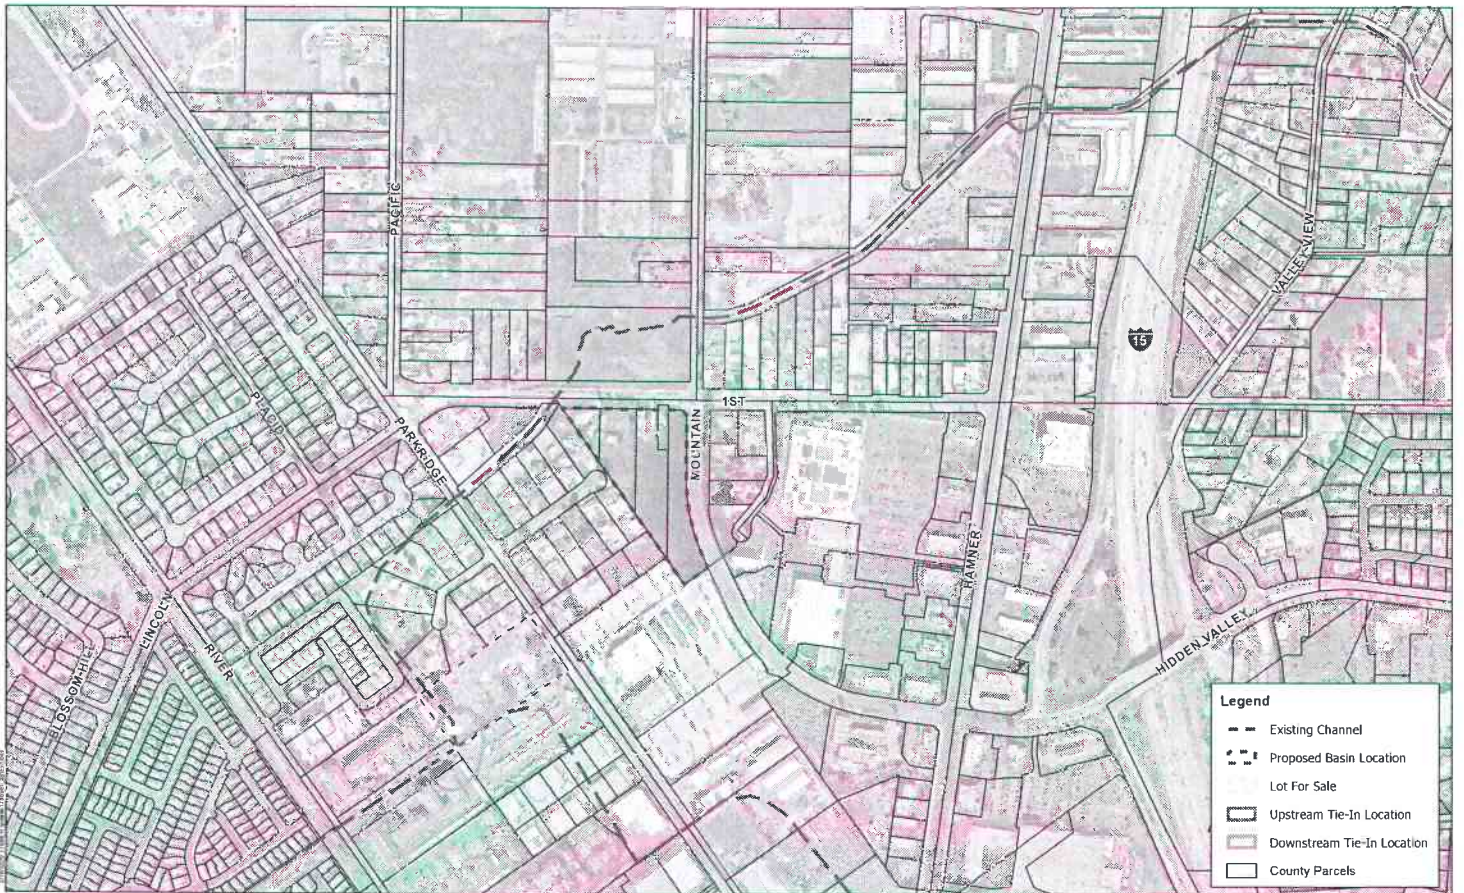 PACIFIC
VALLEY VIEW
15
PLACID
PARKRIDGE
1ST
MOUNTAIN
HAMNER
LINCOLN
RIVER
BLOSSOM HILL
HIDDEN VALLEY
Legend
Existing Channel
Proposed Basin Location
Lot For Sale
Upstream Tie-In Location
Downstream Tie-In Location
County Parcels